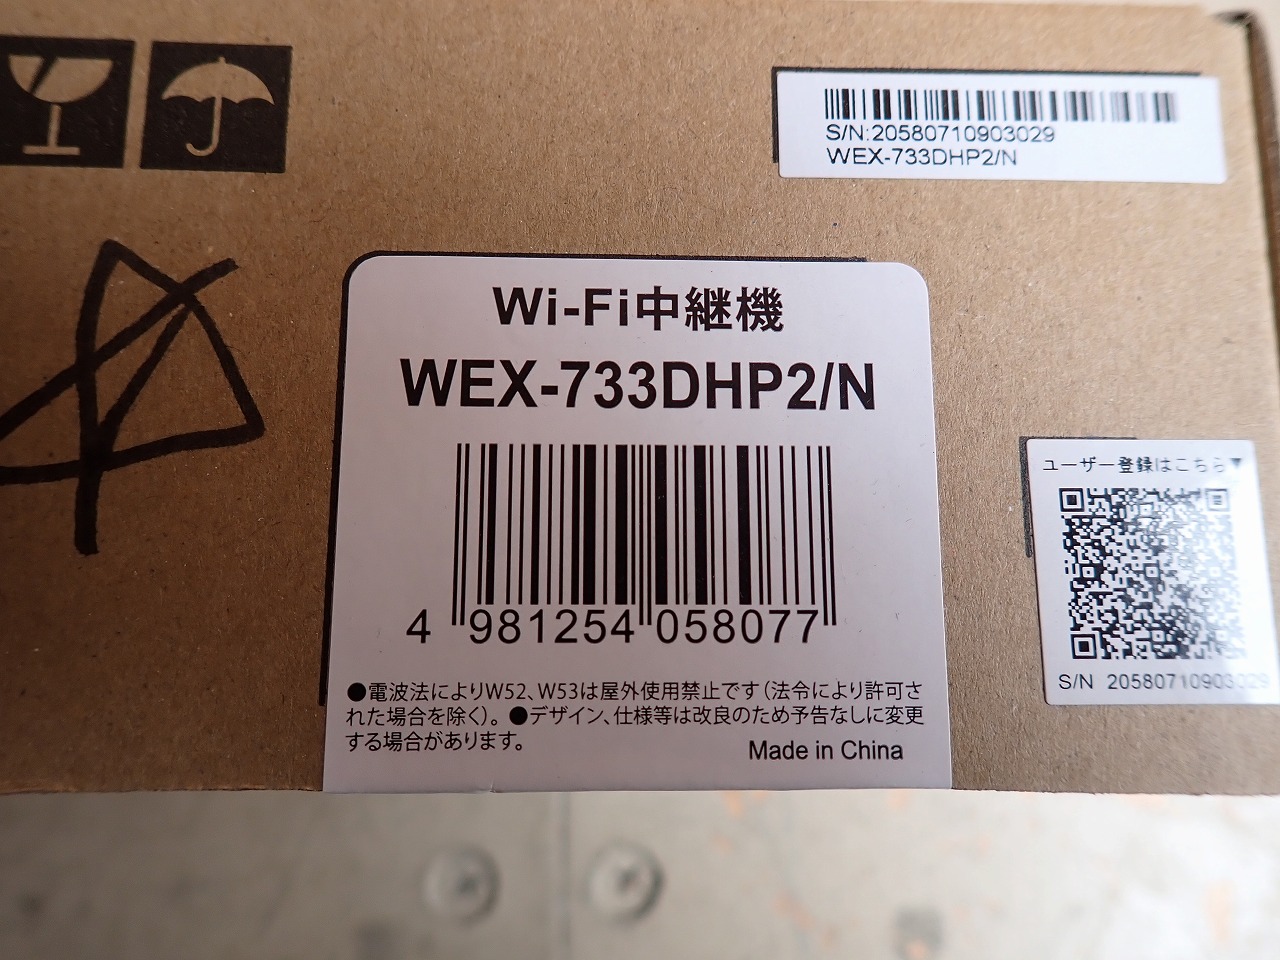 S/N:20580710903029
WEX-733DHP2/N
Wi-Fi中継機
WEX-733DHP2/N
4 981254 058077
●電波法によりW52、W53は屋外使用禁止です（法令により許可さ
れた場合を除く）。●デザイン、仕様等は改良のため予告なしに変更
する場合があります。
Made in China
ユーザー登録はこちら▼
S/N 20580710903029